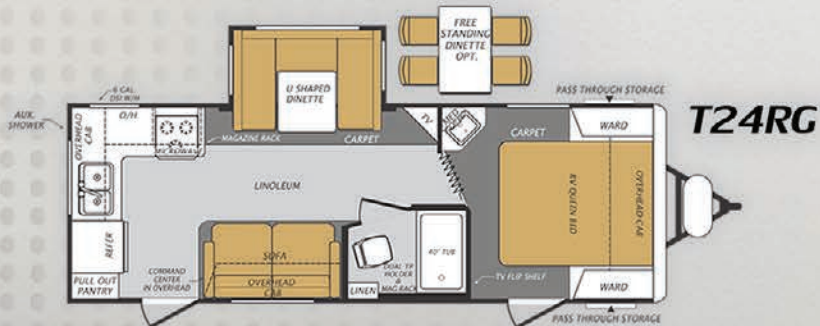 FREE
STANDING
DINETTE
OPT.
U SHAPED
DINETTE
6 GAL.
DSI W/H
PASS THROUGH STORAGE
AUX.
SHOWER
O/H
OVERHEAD
CAB
MICROWAVE
MAGAZINE RACK
CARPET
TV
MED
CARPET
WARD
T24RG
LINOLEUM
RV QUEEN BED
OVERHEAD CAB
REFER
SOFA
COMMAND
CENTER
IN OVERHEAD
OVERHEAD
CAB
PULL OUT
PANTRY
LINEN
DUAL TP
HOLDER
&
MAG RACK
40" TUB
TV FLIP SHELF
WARD
PASS THROUGH STORAGE